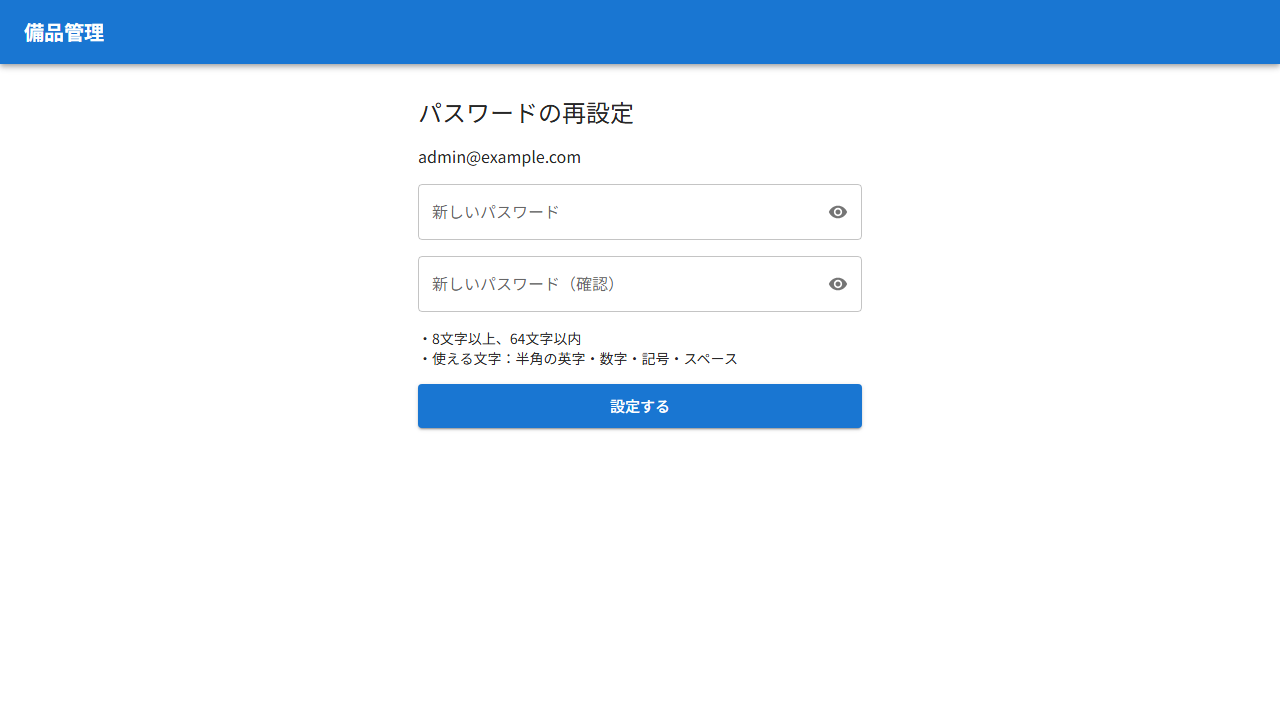 備品管理
パスワードの再設定
admin@example.com
新しいパスワード
新しいパスワード（確認）
・8文字以上、64文字以内
・使える文字：半角の英字・数字・記号・スペース
設定する